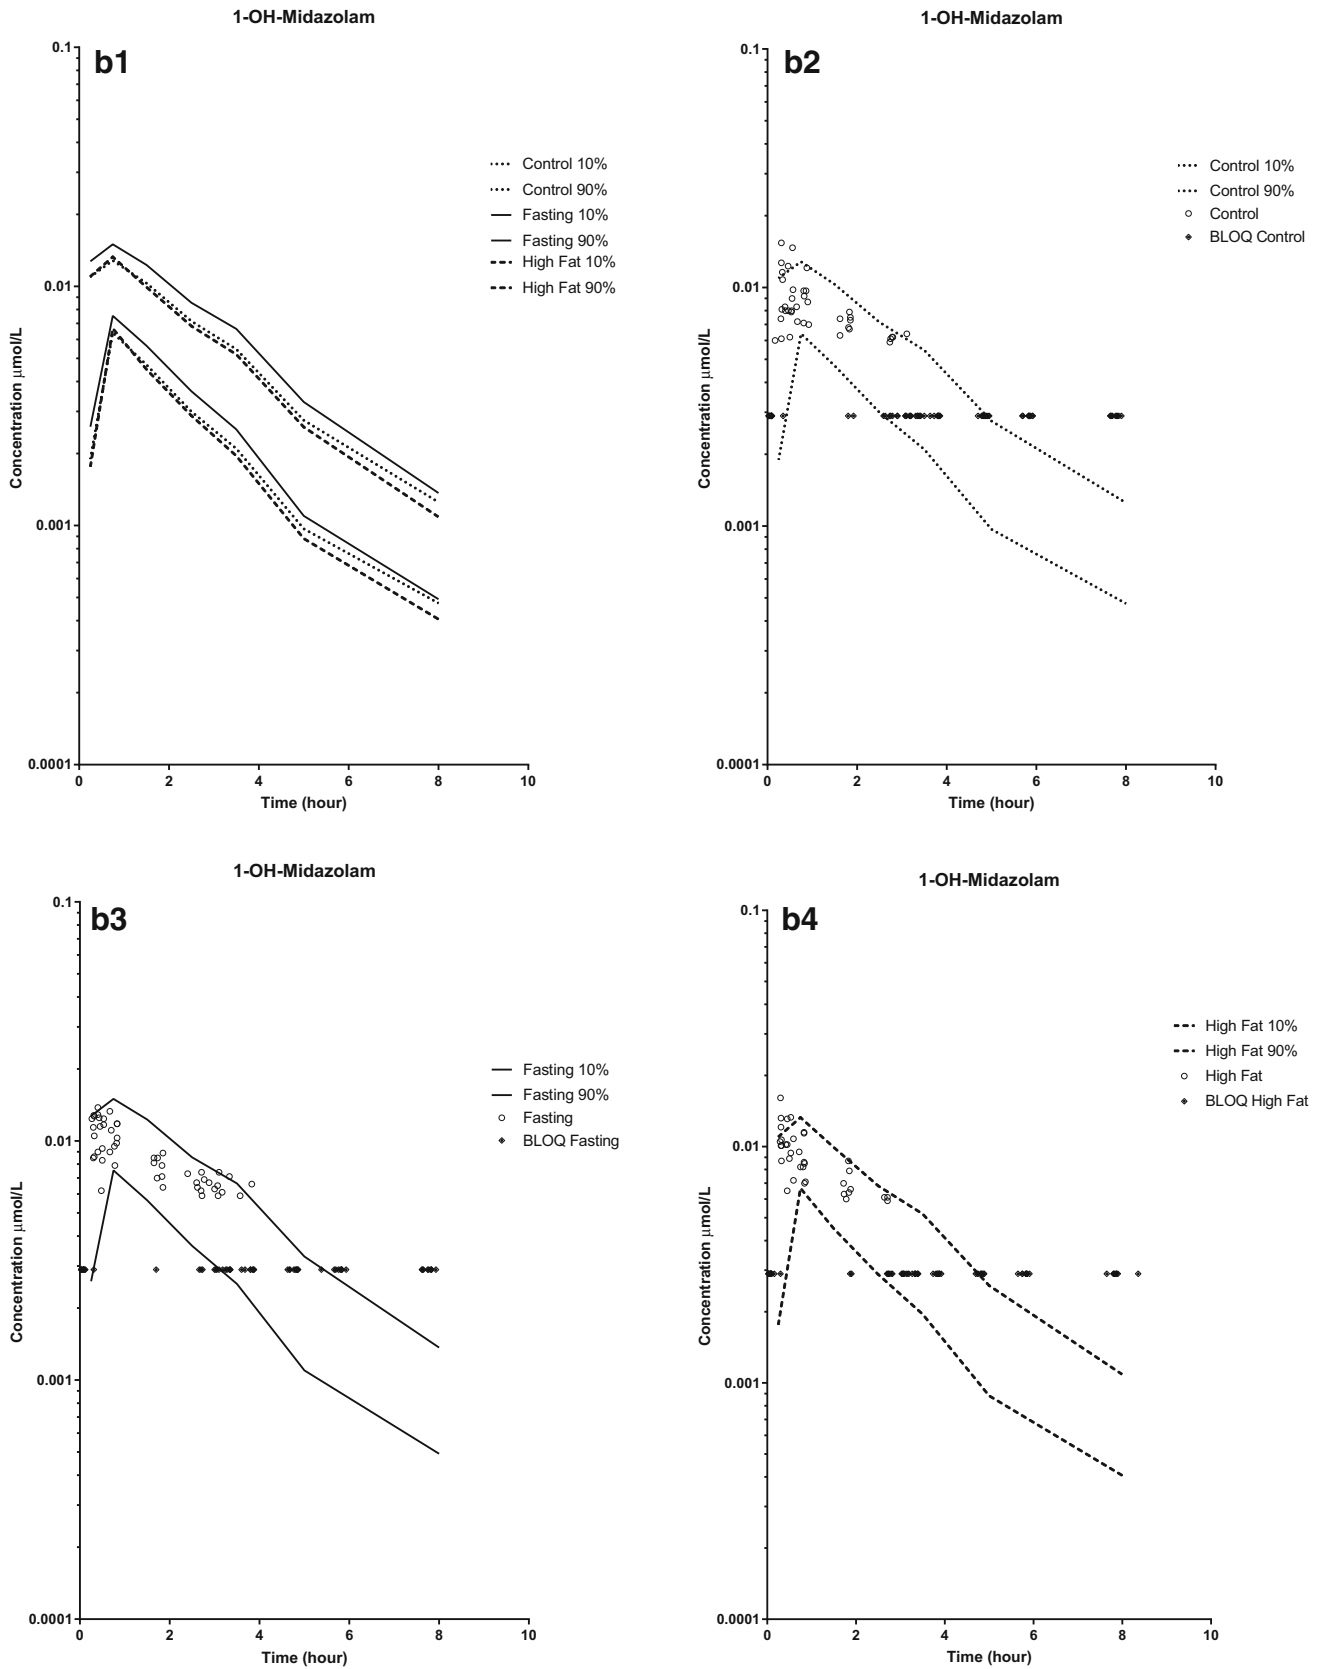 1-OH-Midazolam
b1
0.1
0.01
0.001
0.0001
Concentration µmol/L
0 2 4 6 8 10
Time (hour)
Control 10%
Control 90%
Fasting 10%
Fasting 90%
High Fat 10%
High Fat 90%
1-OH-Midazolam
b2
0.1
0.01
0.001
0.0001
Concentration µmol/L
0 2 4 6 8 10
Time (hour)
Control 10%
Control 90%
Control
BLOQ Control
1-OH-Midazolam
b3
0.1
0.01
0.001
0.0001
Concentration µmol/L
0 2 4 6 8 10
Time (hour)
Fasting 10%
Fasting 90%
Fasting
BLOQ Fasting
1-OH-Midazolam
b4
0.1
0.01
0.001
0.0001
Concentration µmol/L
0 2 4 6 8 10
Time (hour)
High Fat 10%
High Fat 90%
High Fat
BLOQ High Fat